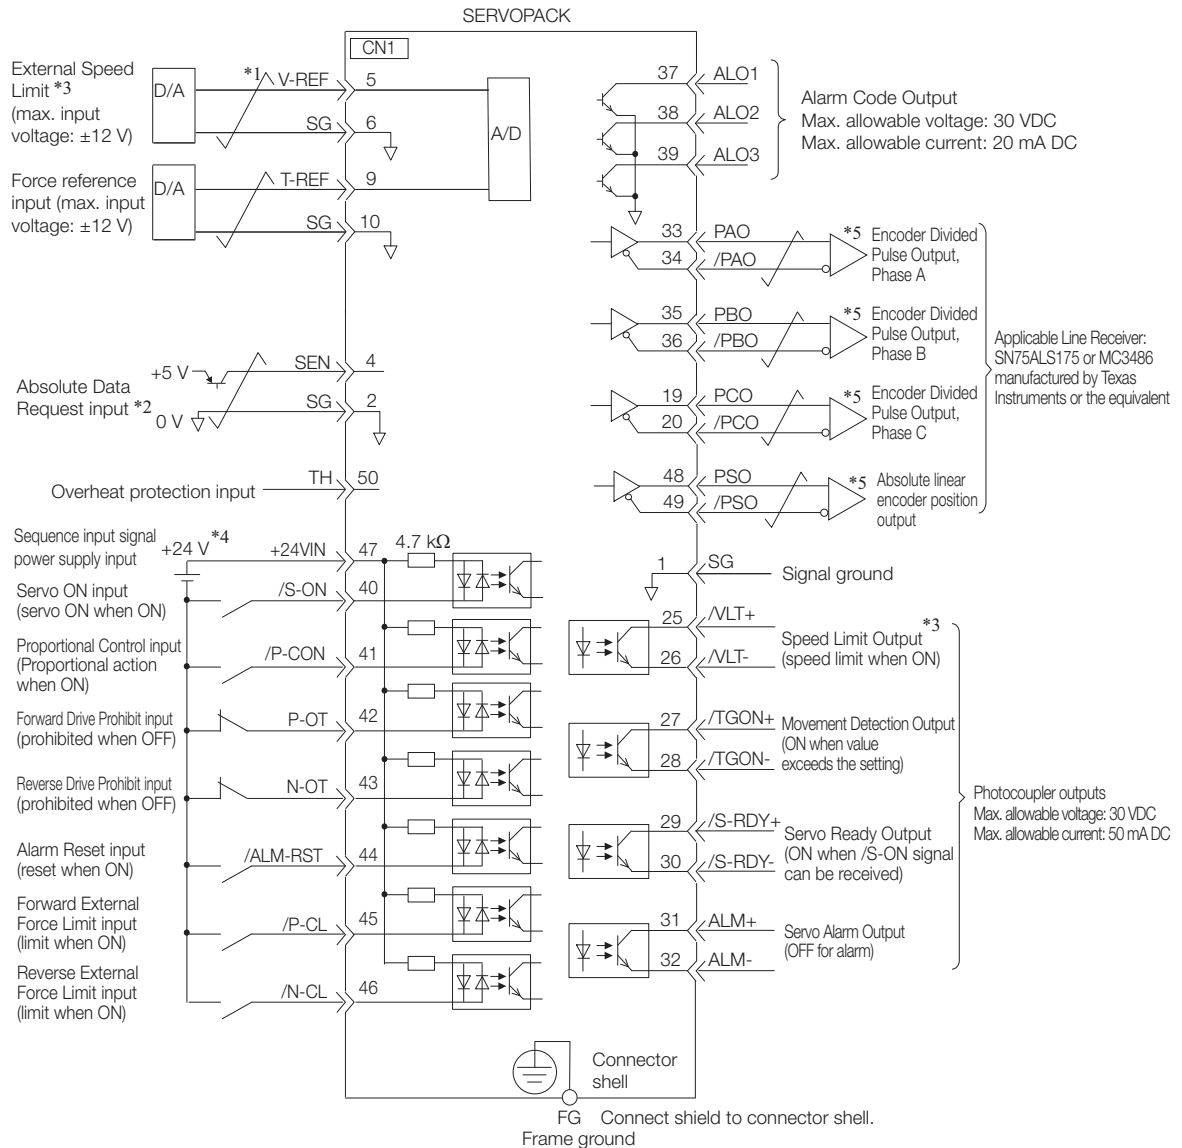 SERVOPACK
CN1
External Speed
Limit *3
(max. input
voltage: ±12 V)
D/A
*1
V-REF
5
SG
6
A/D
Force reference
input (max. input
voltage: ±12 V)
D/A
T-REF
9
SG
10
Absolute Data
Request input *2
+5 V
0 V
SEN
4
SG
2
Overheat protection input
TH
50
Sequence input signal
power supply input
+24 V *4
+24VIN
47
4.7 kΩ
Servo ON input
(servo ON when ON)
/S-ON
40
Proportional Control input
(Proportional action
when ON)
/P-CON
41
Forward Drive Prohibit input
(prohibited when OFF)
P-OT
42
Reverse Drive Prohibit input
(prohibited when OFF)
N-OT
43
Alarm Reset input
(reset when ON)
/ALM-RST
44
Forward External
Force Limit input
(limit when ON)
/P-CL
45
Reverse External
Force Limit input
(limit when ON)
/N-CL
46
37
ALO1
38
ALO2
39
ALO3
Alarm Code Output
Max. allowable voltage: 30 VDC
Max. allowable current: 20 mA DC
33
PAO
34
/PAO
*5
Encoder Divided
Pulse Output,
Phase A
35
PBO
36
/PBO
*5
Encoder Divided
Pulse Output,
Phase B
19
PCO
20
/PCO
*5
Encoder Divided
Pulse Output,
Phase C
48
PSO
49
/PSO
*5
Absolute linear
encoder position
output
Applicable Line Receiver:
SN75ALS175 or MC3486
manufactured by Texas
Instruments or the equivalent
1
SG
Signal ground
25
/VLT+
26
/VLT-
Speed Limit Output *3
(speed limit when ON)
27
/TGON+
28
/TGON-
Movement Detection Output
(ON when value
exceeds the setting)
29
/S-RDY+
30
/S-RDY-
Servo Ready Output
(ON when /S-ON signal
can be received)
31
ALM+
32
ALM-
Servo Alarm Output
(OFF for alarm)
Photocoupler outputs
Max. allowable voltage: 30 VDC
Max. allowable current: 50 mA DC
Connector
shell
FG
Connect shield to connector shell.
Frame ground